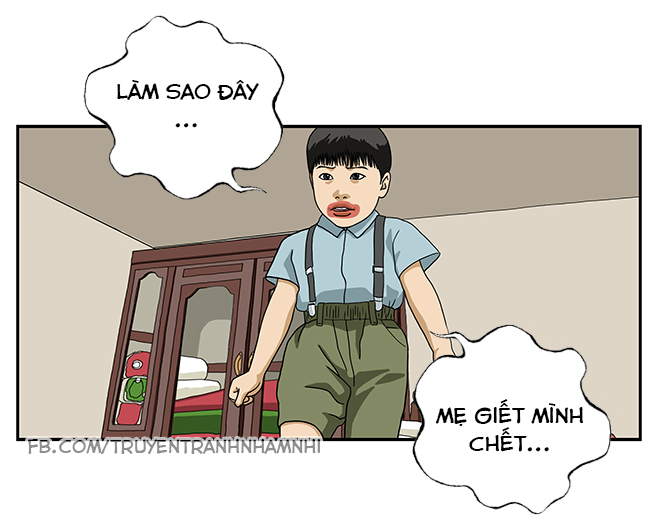 LÀM SAO ĐÂY
...
MẸ GIẾT MÌNH
CHẾT...
FB.COM/TRUYENTRANHNHAMNHI